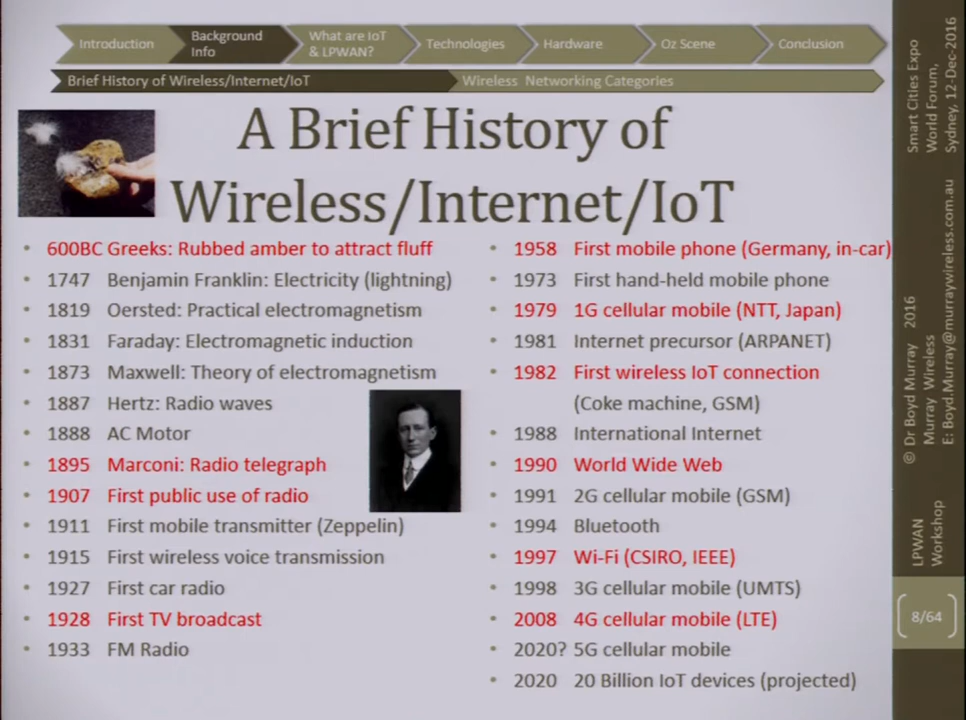 Introduction
Background
Info
What are IoT
& LPWAN?
Technologies
Hardware
Oz Scene
Conclusion
Brief History of Wireless/Internet/IoT
Wireless Networking Categories
A Brief History of
Wireless/Internet/IoT
• 600BC Greeks: Rubbed amber to attract fluff
• 1747 Benjamin Franklin: Electricity (lightning)
• 1819 Oersted: Practical electromagnetism
• 1831 Faraday: Electromagnetic induction
• 1873 Maxwell: Theory of electromagnetism
• 1887 Hertz: Radio waves
• 1888 AC Motor
• 1895 Marconi: Radio telegraph
• 1907 First public use of radio
• 1911 First mobile transmitter (Zeppelin)
• 1915 First wireless voice transmission
• 1927 First car radio
• 1928 First TV broadcast
• 1933 FM Radio
• 1958 First mobile phone (Germany, in-car)
• 1973 First hand-held mobile phone
• 1979 1G cellular mobile (NTT, Japan)
• 1981 Internet precursor (ARPANET)
• 1982 First wireless IoT connection
(Coke machine, GSM)
• 1988 International Internet
• 1990 World Wide Web
• 1991 2G cellular mobile (GSM)
• 1994 Bluetooth
• 1997 Wi-Fi (CSIRO, IEEE)
• 1998 3G cellular mobile (UMTS)
• 2008 4G cellular mobile (LTE)
• 2020? 5G cellular mobile
• 2020 20 Billion IoT devices (projected)
Smart Cities Expo
World Forum,
Sydney, 12-Dec-2016
© Dr Boyd Murray 2016
Murray Wireless
E: Boyd.Murray@murraywireless.com.au
LPWAN
Workshop
8/64